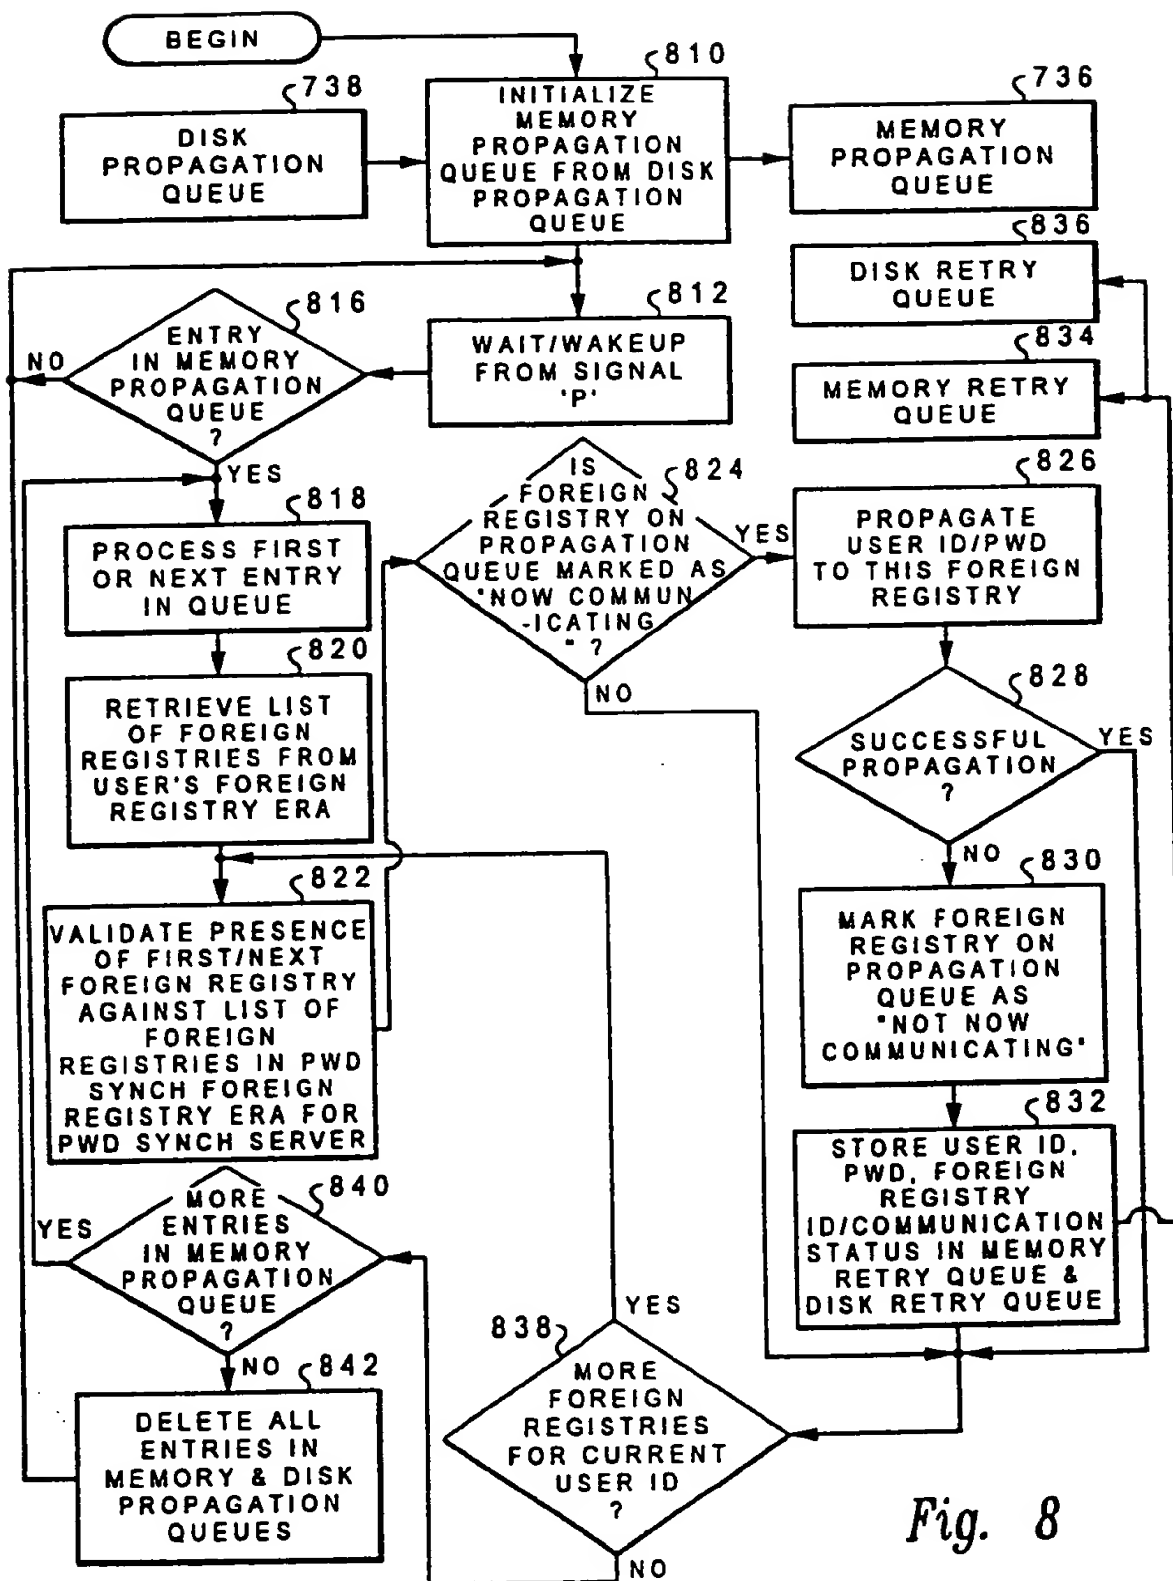 BEGIN
810
INITIALIZE
MEMORY
PROPAGATION
QUEUE FROM DISK
PROPAGATION
QUEUE
738
DISK
PROPAGATION
QUEUE
736
MEMORY
PROPAGATION
QUEUE
836
DISK RETRY
QUEUE
834
MEMORY RETRY
QUEUE
812
WAIT/WAKEUP
FROM SIGNAL
'P'
816
ENTRY
IN MEMORY
PROPAGATION
QUEUE
?
NO
YES
818
PROCESS FIRST
OR NEXT ENTRY
IN QUEUE
820
RETRIEVE LIST
OF FOREIGN
REGISTRIES FROM
USER'S FOREIGN
REGISTRY ERA
822
VALIDATE PRESENCE
OF FIRST/NEXT
FOREIGN REGISTRY
AGAINST LIST OF
FOREIGN
REGISTRIES IN PWD
SYNCH FOREIGN
REGISTRY ERA FOR
PWD SYNCH SERVER
824
IS
FOREIGN
REGISTRY ON
PROPAGATION
QUEUE MARKED AS
"NOW COMMUN
-ICATING
" ?
YES
NO
826
PROPAGATE
USER ID/PWD
TO THIS FOREIGN
REGISTRY
828
SUCCESSFUL
PROPAGATION
?
YES
NO
830
MARK FOREIGN
REGISTRY ON
PROPAGATION
QUEUE AS
"NOT NOW
COMMUNICATING"
832
STORE USER ID,
PWD, FOREIGN
REGISTRY
ID/COMMUNICATION
STATUS IN MEMORY
RETRY QUEUE &
DISK RETRY QUEUE
838
MORE
FOREIGN
REGISTRIES
FOR CURRENT
USER ID
?
YES
NO
840
MORE
ENTRIES
IN MEMORY
PROPAGATION
QUEUE
?
YES
NO
842
DELETE ALL
ENTRIES IN
MEMORY & DISK
PROPAGATION
QUEUES
Fig. 8